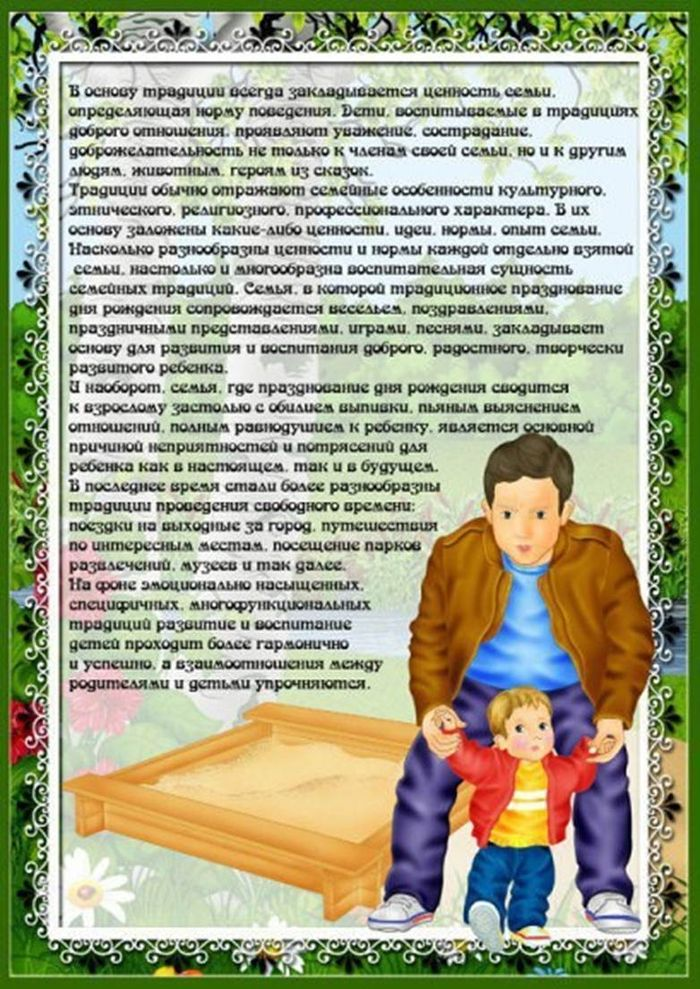 В основу традиции всегда закладывается ценность семьи,
определяющая норму поведения. Дети, воспитываемые в традициях
доброго отношения, проявляют уважение, сострадание,
доброжелательность не только к членам своей семьи, но и к другим
людям, животным, героям из сказок.
Традиции обычно отражают семейные особенности культурного,
этнического, религиозного, профессионального характера. В их
основу заложены какие-либо ценности, идеи, нормы, опыт семьи.
Насколько разнообразны ценности и нормы каждой отдельно взятой
семьи, настолько и многообразна воспитательная сущность
семейных традиций. Семья, в которой традиционное празднование
дня рождения сопровождается весельем, поздравлениями,
праздничными представлениями, играми, песнями, закладывает
основу для развития и воспитания доброго, радостного, творчески
развитого ребенка.
И наоборот, семья, где празднование дня рождения сводится
к взрослому застолью с обилием выпивки, пьяным выяснением
отношений, полным равнодушием к ребенку, является основной
причиной неприятностей и потрясений для
ребенка как в настоящем, так и в будущем.
В последнее время стали более разнообразны
традиции проведения свободного времени:
поездки на выходные за город, путешествия
по интересным местам, посещение парков
развлечений, музеев и так далее.
На фоне эмоционально насыщенных,
специфичных, многофункциональных
традиций развитие и воспитание
детей проходит более гармонично
и успешно, а взаимоотношения между
родителями и детьми упрочняются.